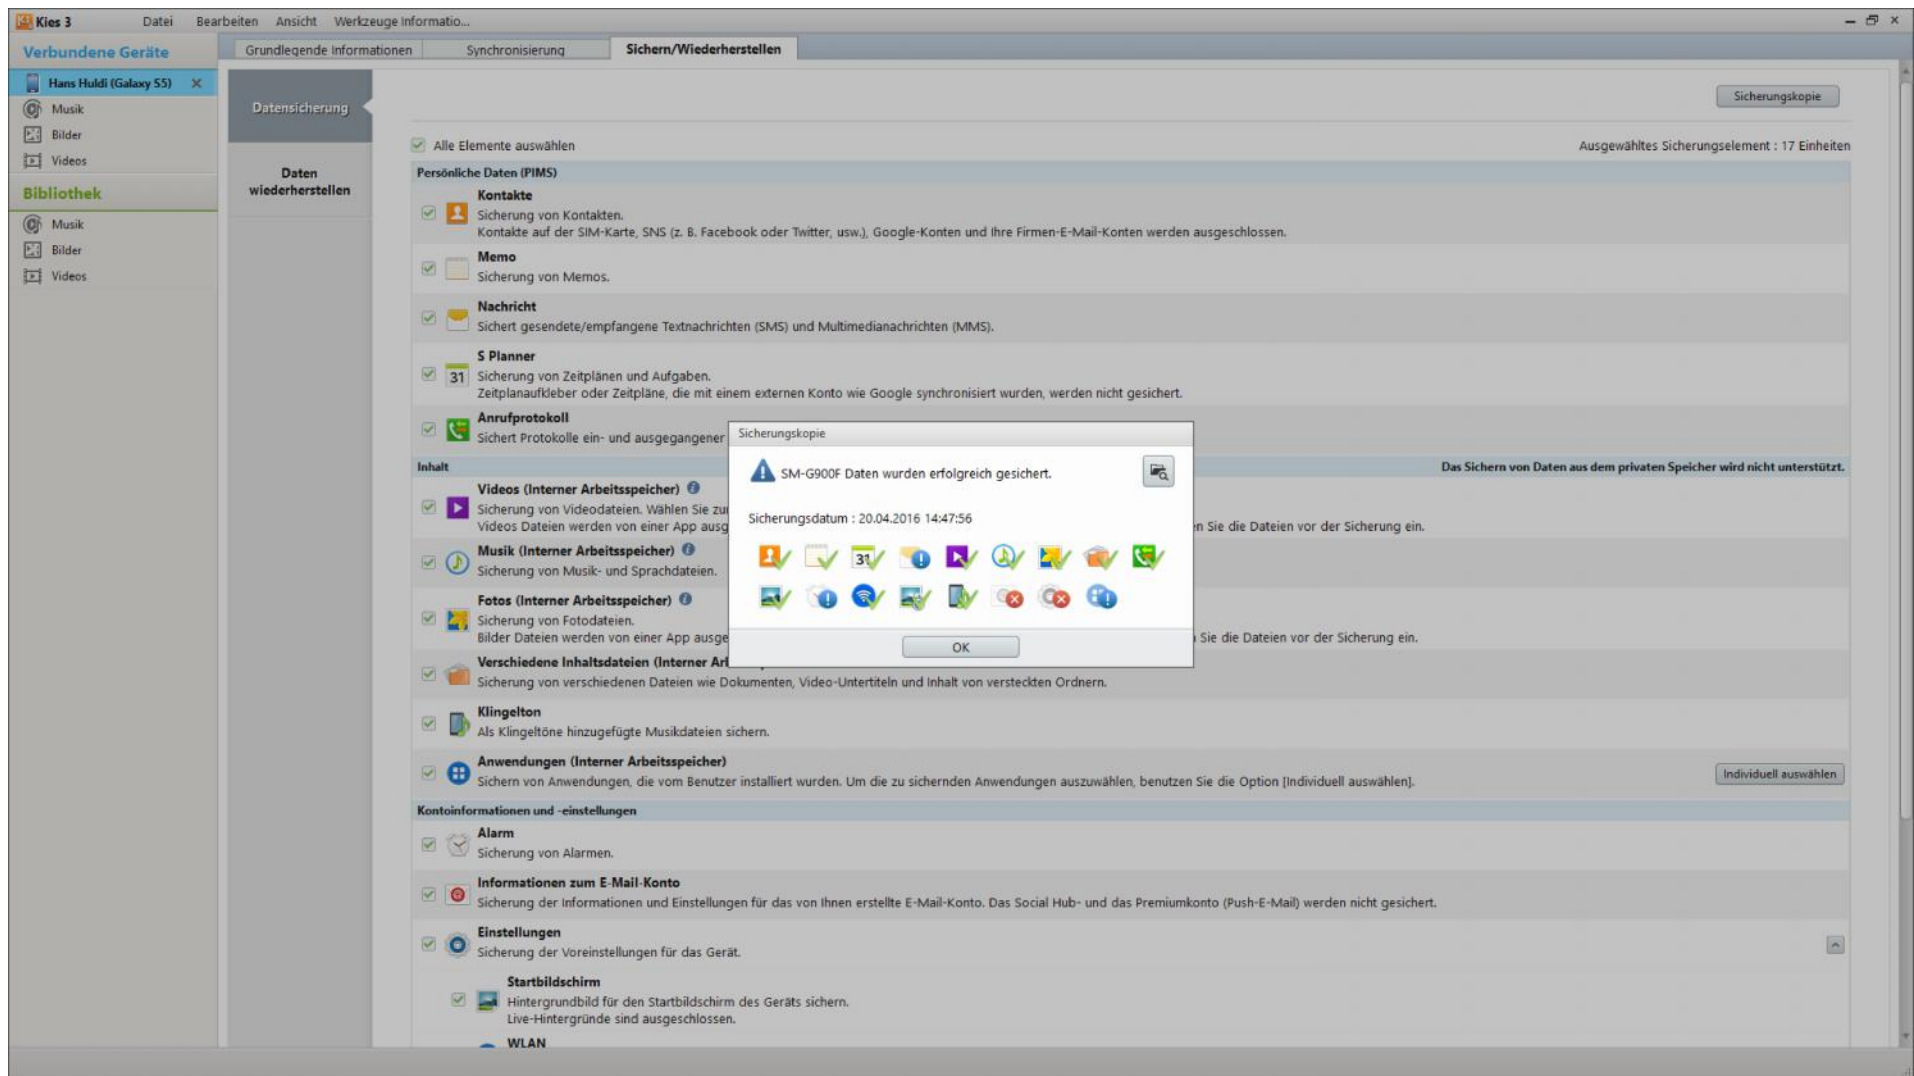 Kies 3
Datei Bearbeiten Ansicht Werkzeuge Informatio...
Verbundene Geräte
Hans Huldi (Galaxy S5)
Musik
Bilder
Videos
Bibliothek
Musik
Bilder
Videos
Grundlegende Informationen
Synchronisierung
Sichern/Wiederherstellen
Datensicherung
Daten
wiederherstellen
Sicherungskopie
Alle Elemente auswählen
Ausgewähltes Sicherungselement : 17 Einheiten
Persönliche Daten (PIMS)
Kontakte
Sicherung von Kontakten.
Kontakte auf der SIM-Karte, SNS (z. B. Facebook oder Twitter, usw.), Google-Konten und Ihre Firmen-E-Mail-Konten werden ausgeschlossen.
Memo
Sicherung von Memos.
Nachricht
Sichert gesendete/empfangene Textnachrichten (SMS) und Multimedianachrichten (MMS).
S Planner
31
Sicherung von Zeitplänen und Aufgaben.
Zeitplanaufkleber oder Zeitpläne, die mit einem externen Konto wie Google synchronisiert wurden, werden nicht gesichert.
Anrufprotokoll
Sichert Protokolle ein- und ausgegangener
Inhalt
Das Sichern von Daten aus dem privaten Speicher wird nicht unterstützt.
Videos (Interner Arbeitsspeicher)
Sicherung von Videodateien. Wählen Sie zu
Videos Dateien werden von einer App ausg
n Sie die Dateien vor der Sicherung ein.
Musik (Interner Arbeitsspeicher)
Sicherung von Musik- und Sprachdateien.
Fotos (Interner Arbeitsspeicher)
Sicherung von Fotodateien.
Bilder Dateien werden von einer App ausge
Sie die Dateien vor der Sicherung ein.
Verschiedene Inhaltsdateien (Interner Ar
Sicherung von verschiedenen Dateien wie Dokumenten, Video-Untertiteln und Inhalt von versteckten Ordnern.
Klingelton
Als Klingeltöne hinzugefügte Musikdateien sichern.
Anwendungen (Interner Arbeitsspeicher)
Sichern von Anwendungen, die vom Benutzer installiert wurden. Um die zu sichernden Anwendungen auszuwählen, benutzen Sie die Option [Individuell auswählen].
Individuell auswählen
Kontoinformationen und -einstellungen
Alarm
Sicherung von Alarmen.
Informationen zum E-Mail-Konto
Sicherung der Informationen und Einstellungen für das von Ihnen erstellte E-Mail-Konto. Das Social Hub- und das Premiumkonto (Push-E-Mail) werden nicht gesichert.
Einstellungen
Sicherung der Voreinstellungen für das Gerät.
Startbildschirm
Hintergrundbild für den Startbildschirm des Geräts sichern.
Live-Hintergründe sind ausgeschlossen.
WLAN
Sicherungskopie
SM-G900F Daten wurden erfolgreich gesichert.
Sicherungsdatum : 20.04.2016 14:47:56
31
OK